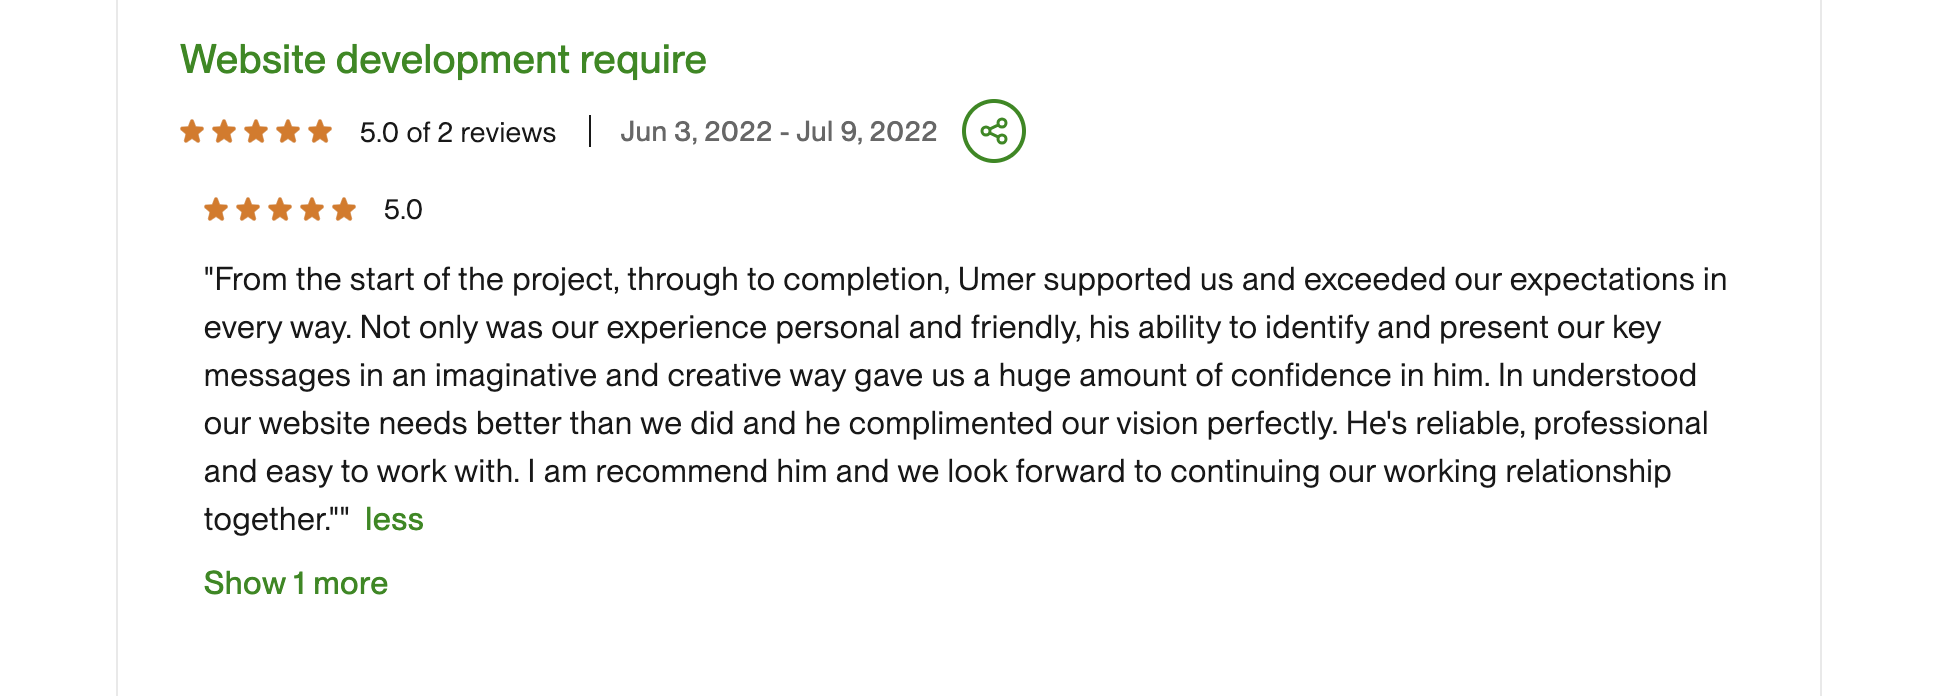 Website development require
5.0 of 2 reviews | Jun 3, 2022 - Jul 9, 2022
5.0
"From the start of the project, through to completion, Umer supported us and exceeded our expectations in
every way. Not only was our experience personal and friendly, his ability to identify and present our key
messages in an imaginative and creative way gave us a huge amount of confidence in him. In understood
our website needs better than we did and he complimented our vision perfectly. He's reliable, professional
and easy to work with. I am recommend him and we look forward to continuing our working relationship
together."" less
Show 1 more